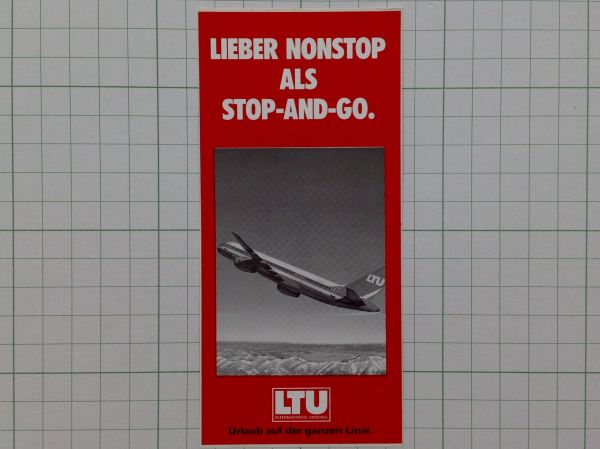 LIEBER NONSTOP
ALS
STOP-AND-GO.
LTU
LTU
INTERNATIONAL AIRWAYS
Urlaub auf der ganzen Linie.